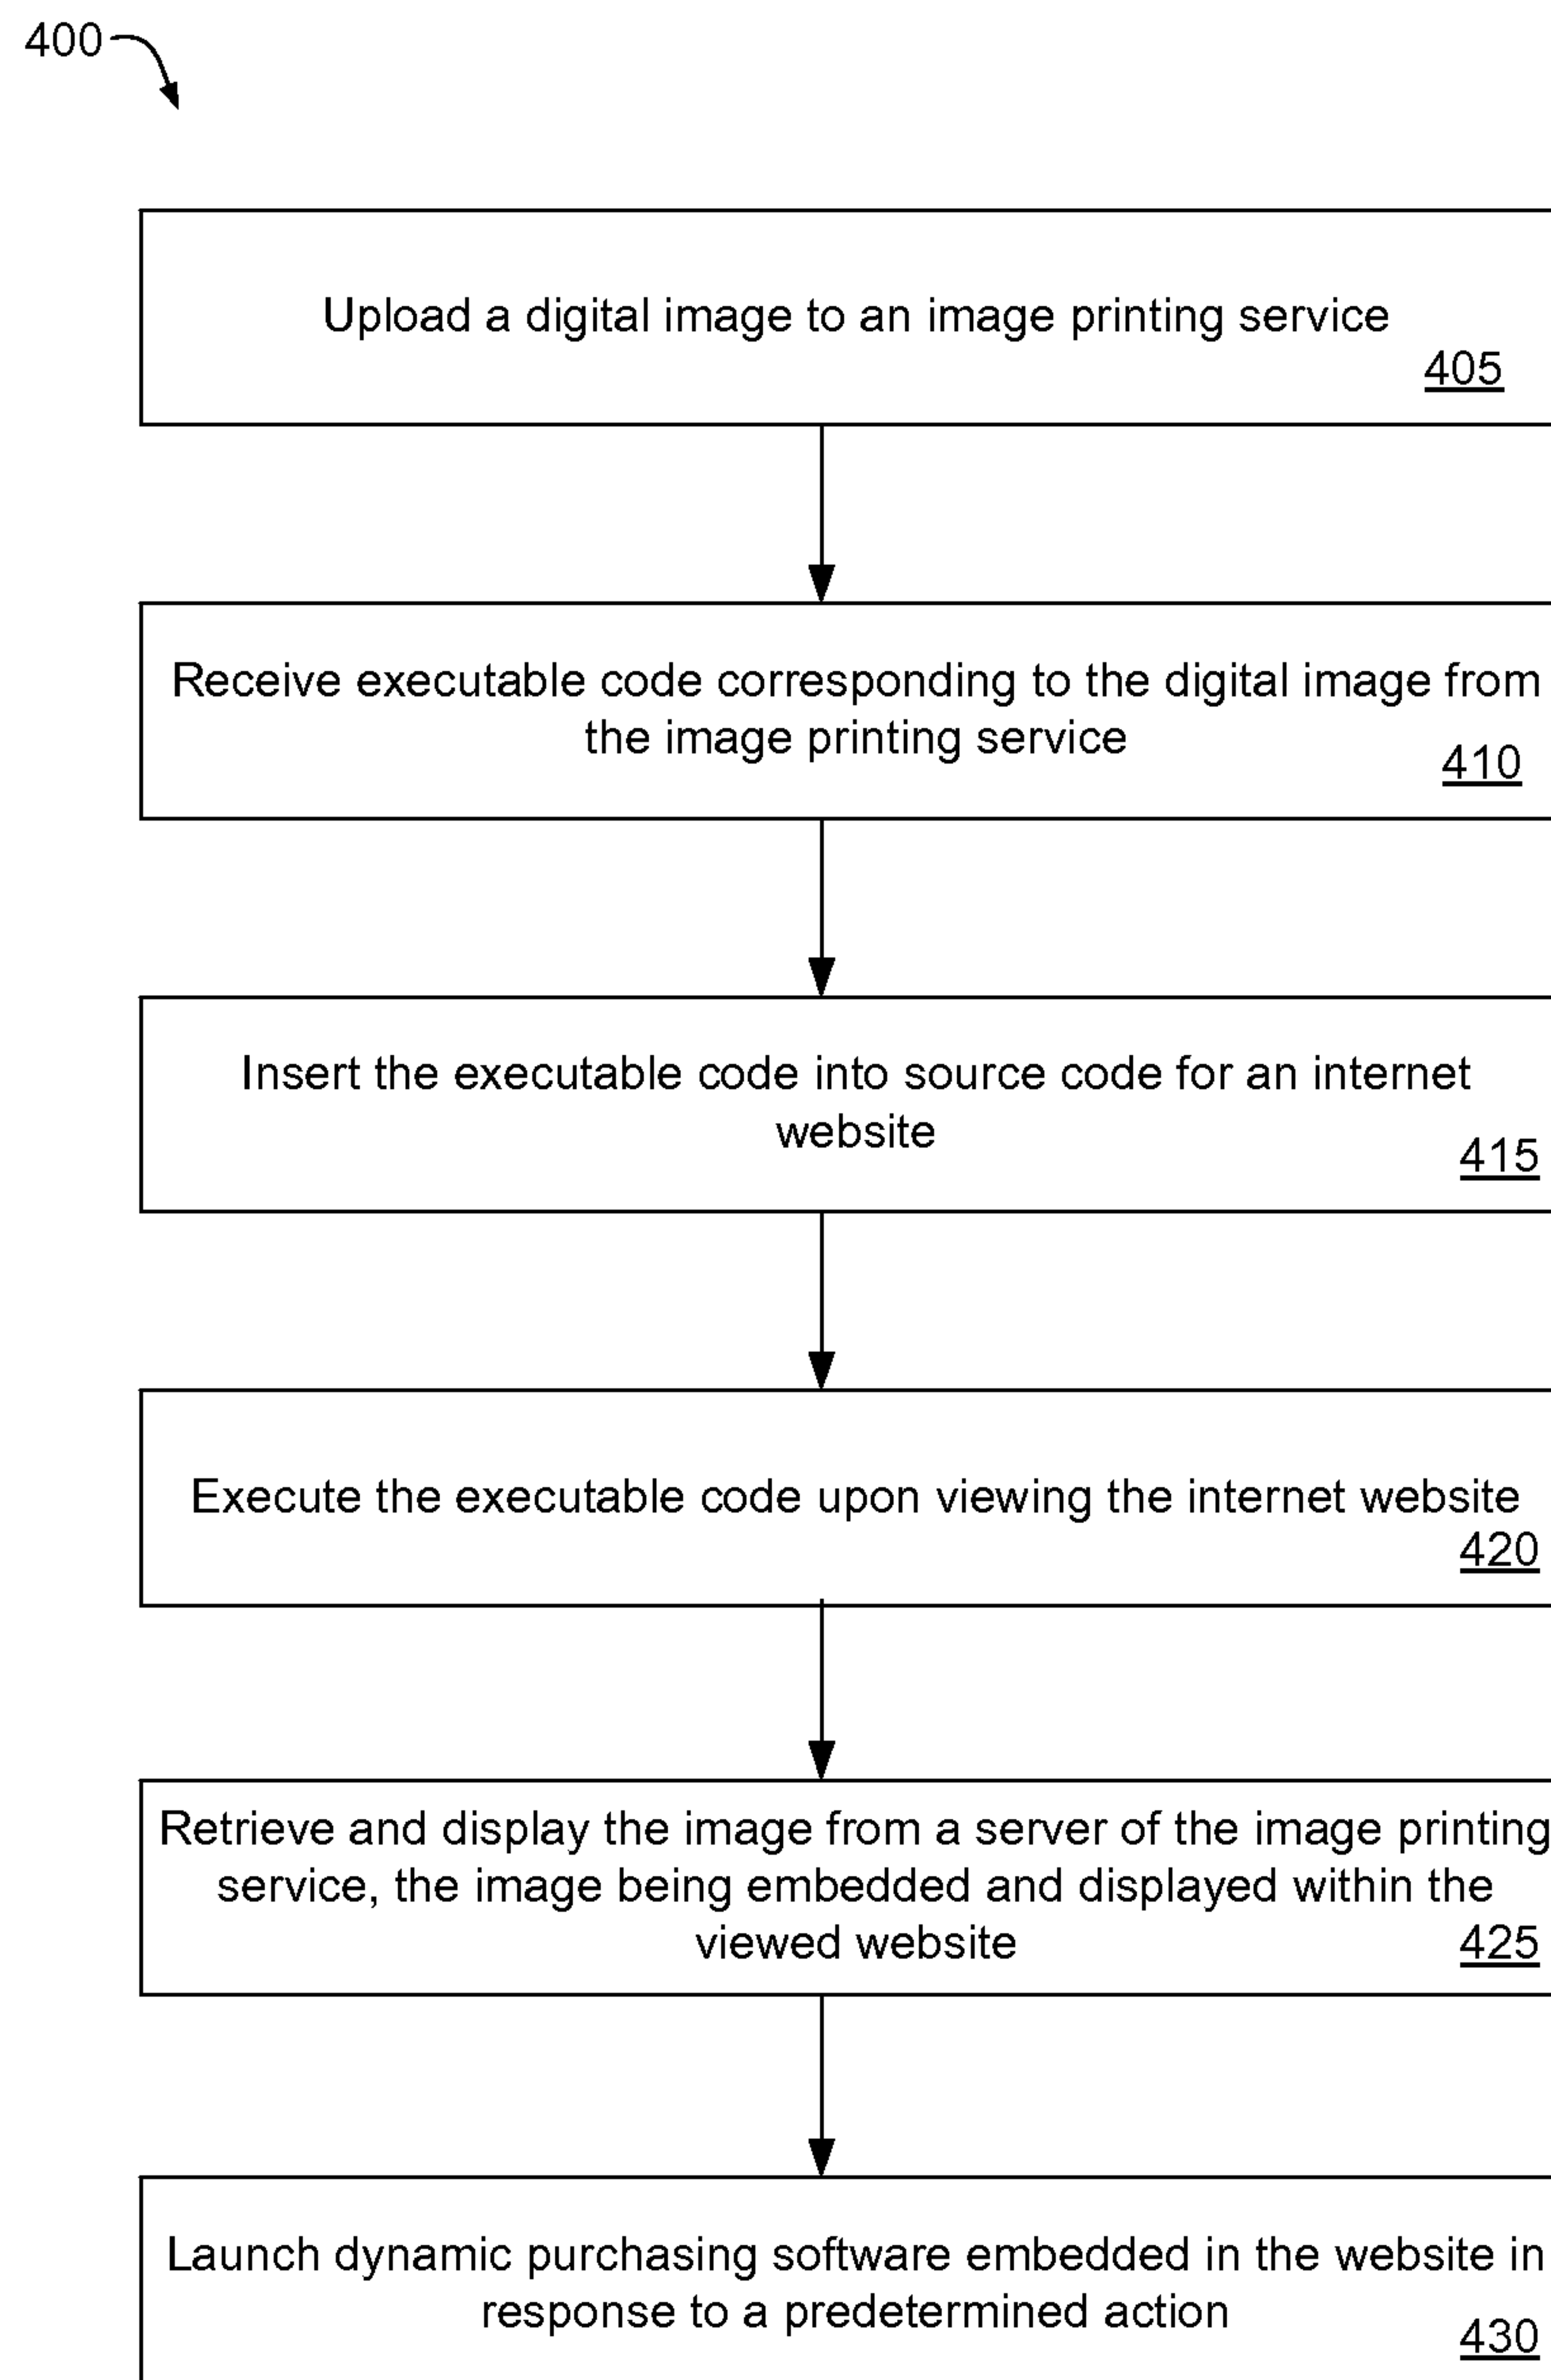 400
Upload a digital image to an image printing service
405
Receive executable code corresponding to the digital image from
the image printing service
410
Insert the executable code into source code for an internet
website
415
Execute the executable code upon viewing the internet website
420
Retrieve and display the image from a server of the image printing
service, the image being embedded and displayed within the
viewed website
425
Launch dynamic purchasing software embedded in the website in
response to a predetermined action
430